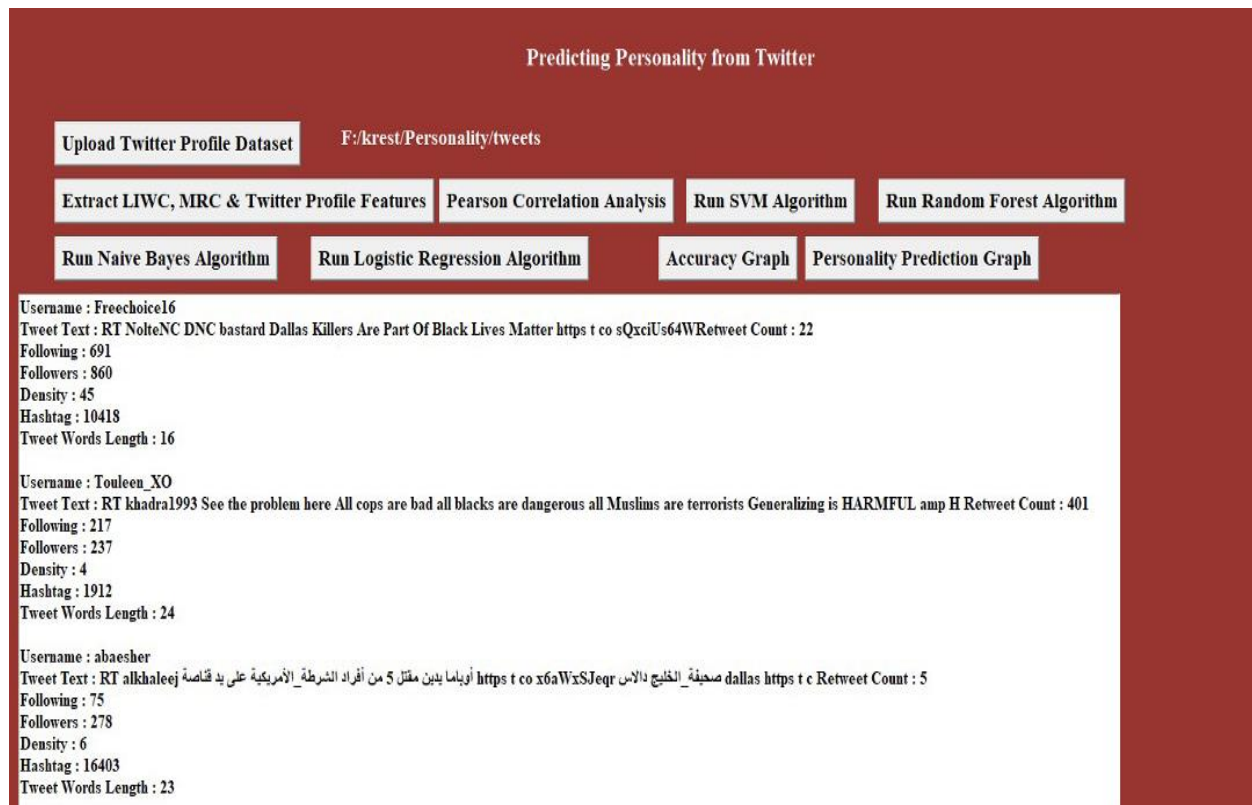 Predicting Personality from Twitter
Upload Twitter Profile Dataset F:/krest/Personality/tweets
Extract LIWC, MRC & Twitter Profile Features Pearson Correlation Analysis Run SVM Algorithm Run Random Forest Algorithm
Run Naive Bayes Algorithm Run Logistic Regression Algorithm Accuracy Graph Personality Prediction Graph
Username : Freechoice16
Tweet Text : RT NolteNC DNC bastard Dallas Killers Are Part Of Black Lives Matter https t co sQxciUs64WRetweet Count : 22
Following : 691
Followers : 860
Density : 45
Hashtag : 10418
Tweet Words Length : 16
Username : Touleen_XO
Tweet Text : RT khadra1993 See the problem here All cops are bad all blacks are dangerous all Muslims are terrorists Generalizing is HARMFUL amp H Retweet Count : 401
Following : 217
Followers : 237
Density : 4
Hashtag : 1912
Tweet Words Length : 24
Username : abaesher
Tweet Text : RT alkhaleej أوباما يدين مقتل 5 من أفراد الشرطة_الأمريكية على يد قناصة https t co x6aWxSJeqr صحيفة_الخليج دالاس dallas https t c Retweet Count : 5
Following : 75
Followers : 278
Density : 6
Hashtag : 16403
Tweet Words Length : 23